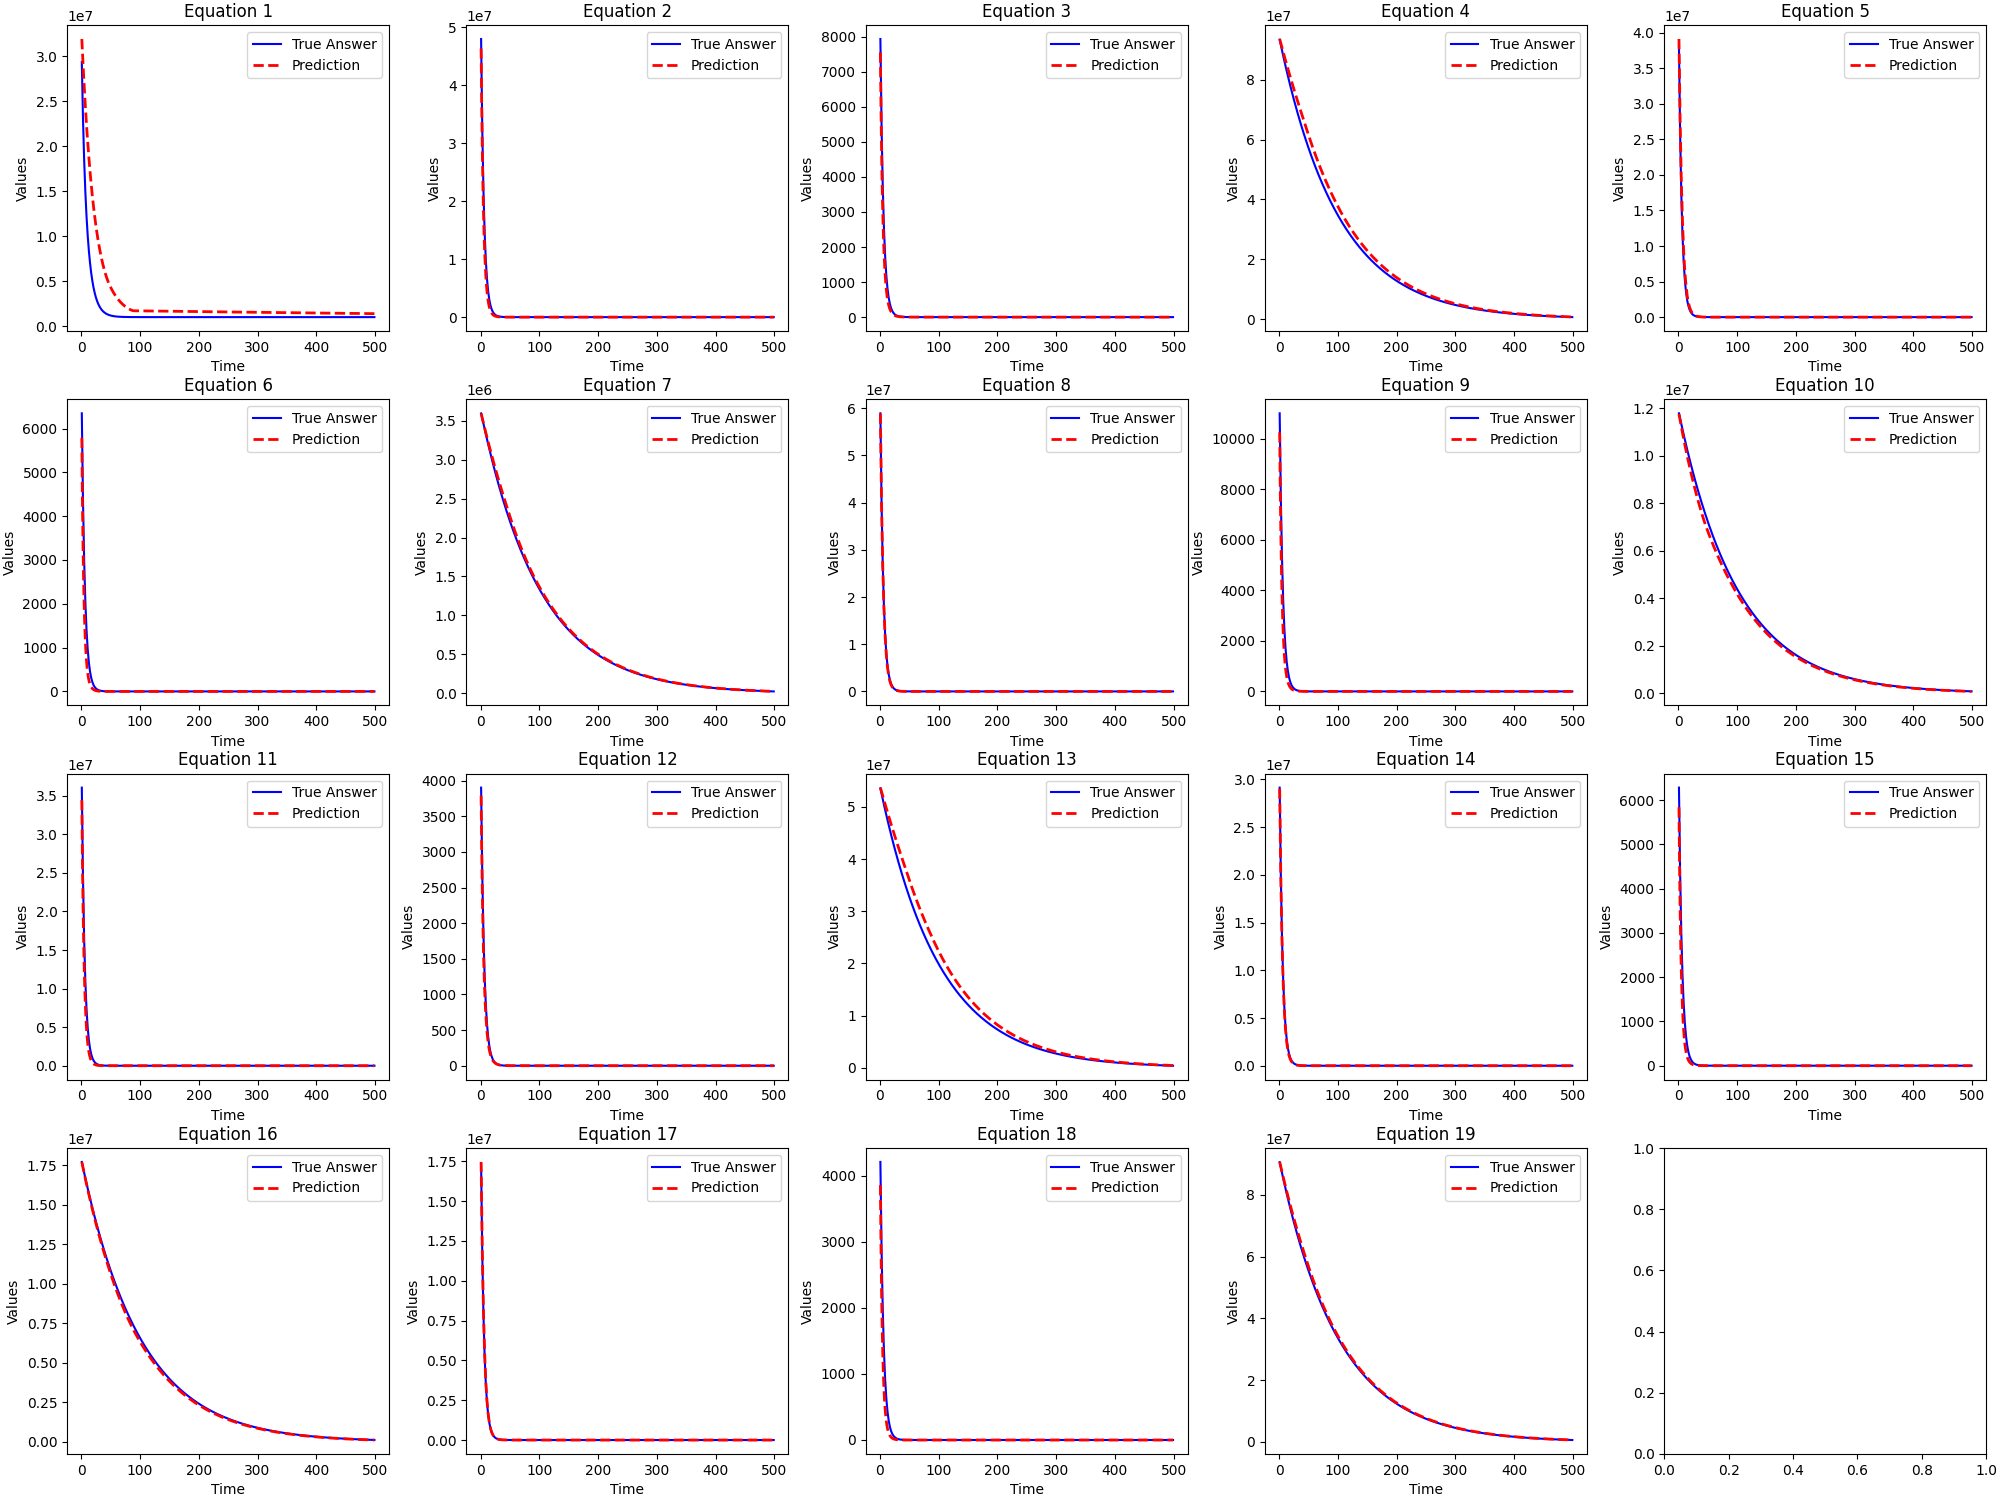 Equation 1
1e7
True Answer
Prediction
3.0
2.5
2.0
1.5
1.0
0.5
0.0
Values
0 100 200 300 400 500
Time
Equation 2
1e7
True Answer
Prediction
5
4
3
2
1
0
Values
0 100 200 300 400 500
Time
Equation 3
True Answer
Prediction
8000
7000
6000
5000
4000
3000
2000
1000
0
Values
0 100 200 300 400 500
Time
Equation 4
1e7
True Answer
Prediction
8
6
4
2
0
Values
0 100 200 300 400 500
Time
Equation 5
1e7
True Answer
Prediction
4.0
3.5
3.0
2.5
2.0
1.5
1.0
0.5
0.0
Values
0 100 200 300 400 500
Time
Equation 6
True Answer
Prediction
6000
5000
4000
3000
2000
1000
0
Values
0 100 200 300 400 500
Time
Equation 7
1e6
True Answer
Prediction
3.5
3.0
2.5
2.0
1.5
1.0
0.5
0.0
Values
0 100 200 300 400 500
Time
Equation 8
1e7
True Answer
Prediction
6
5
4
3
2
1
0
Values
0 100 200 300 400 500
Time
Equation 9
True Answer
Prediction
10000
8000
6000
4000
2000
0
Values
0 100 200 300 400 500
Time
Equation 10
1e7
True Answer
Prediction
1.2
1.0
0.8
0.6
0.4
0.2
0.0
Values
0 100 200 300 400 500
Time
Equation 11
1e7
True Answer
Prediction
3.5
3.0
2.5
2.0
1.5
1.0
0.5
0.0
Values
0 100 200 300 400 500
Time
Equation 12
True Answer
Prediction
4000
3500
3000
2500
2000
1500
1000
500
0
Values
0 100 200 300 400 500
Time
Equation 13
1e7
True Answer
Prediction
5
4
3
2
1
0
Values
0 100 200 300 400 500
Time
Equation 14
1e7
True Answer
Prediction
3.0
2.5
2.0
1.5
1.0
0.5
0.0
Values
0 100 200 300 400 500
Time
Equation 15
True Answer
Prediction
6000
5000
4000
3000
2000
1000
0
Values
0 100 200 300 400 500
Time
Equation 16
1e7
True Answer
Prediction
1.75
1.50
1.25
1.00
0.75
0.50
0.25
0.00
Values
0 100 200 300 400 500
Time
Equation 17
1e7
True Answer
Prediction
1.75
1.50
1.25
1.00
0.75
0.50
0.25
0.00
Values
0 100 200 300 400 500
Time
Equation 18
True Answer
Prediction
4000
3000
2000
1000
0
Values
0 100 200 300 400 500
Time
Equation 19
1e7
True Answer
Prediction
8
6
4
2
0
Values
0 100 200 300 400 500
Time
1.0
0.8
0.6
0.4
0.2
0.0
0.0 0.2 0.4 0.6 0.8 1.0